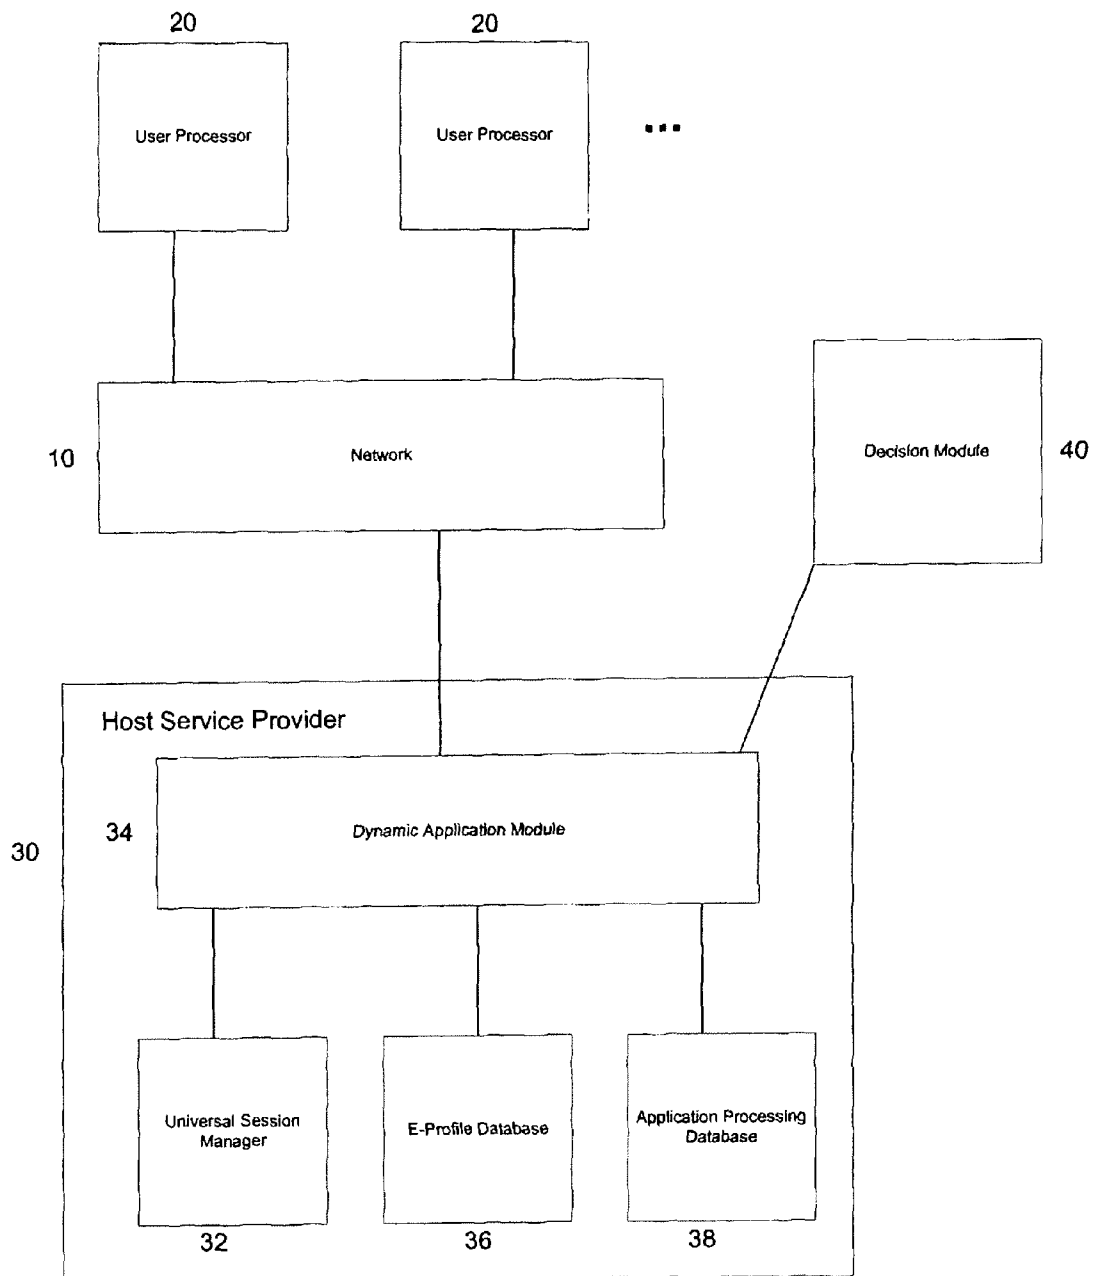 20
20
User Processor
User Processor
...
Network
10
Decision Module
40
Host Service Provider
34
Dynamic Application Module
30
Universal Session
Manager
E-Profile Database
Application Processing
Database
32
36
38